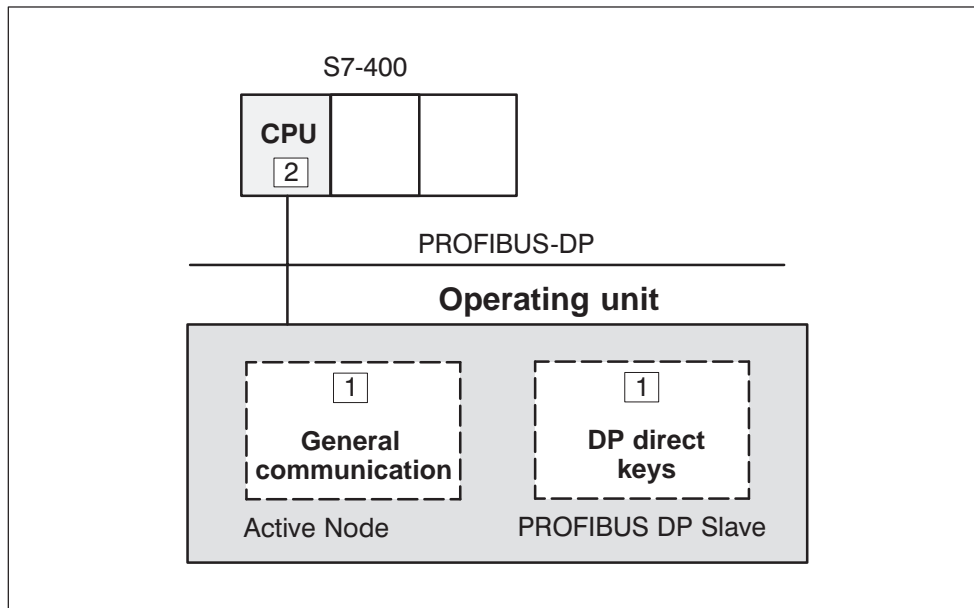 S7-400
CPU
2
PROFIBUS-DP
Operating unit
1
General
communication
Active Node
1
DP direct
keys
PROFIBUS DP Slave